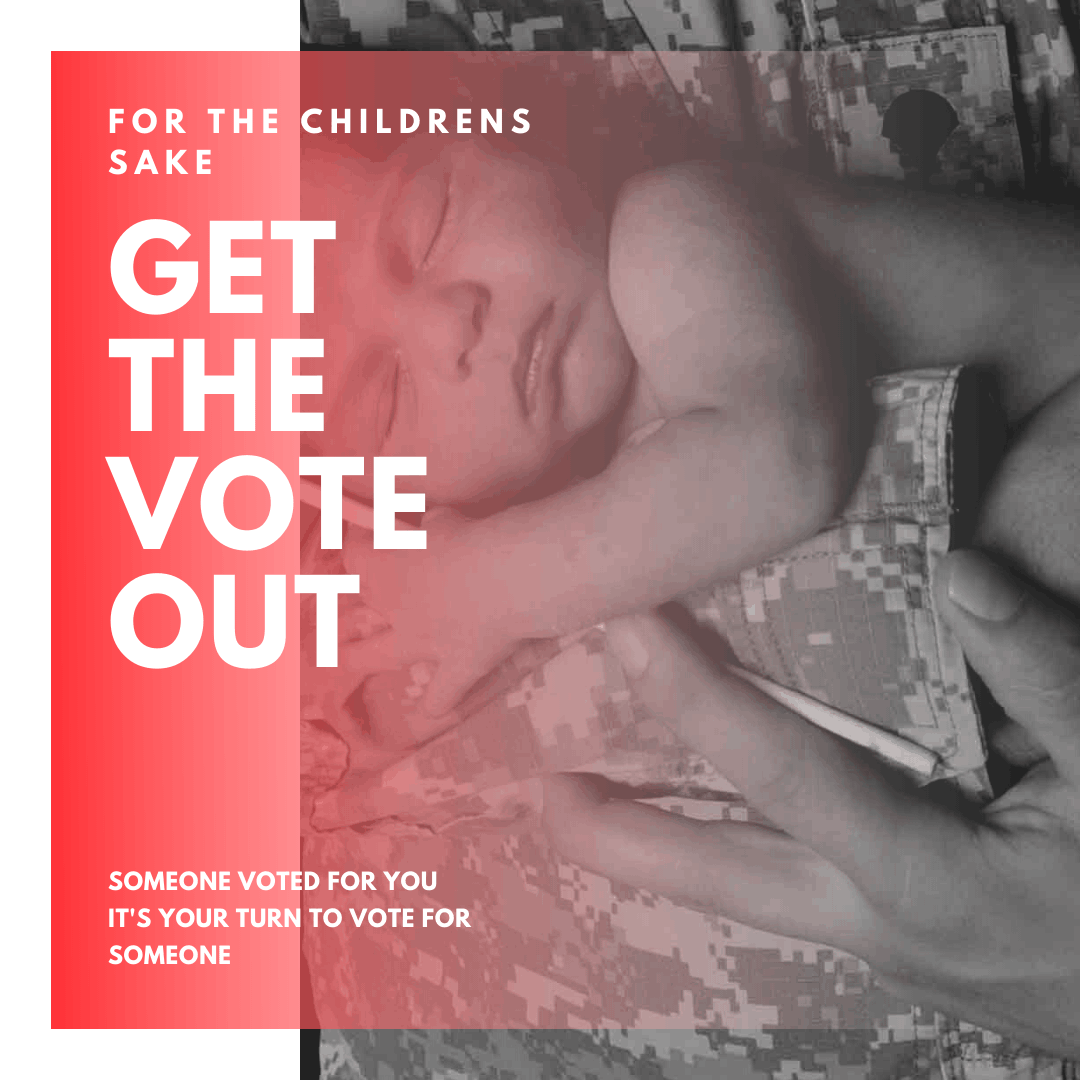 FOR THE CHILDRENS
SAKE
GET
THE
VOTE
OUT
SOMEONE VOTED FOR YOU
IT'S YOUR TURN TO VOTE FOR
SOMEONE